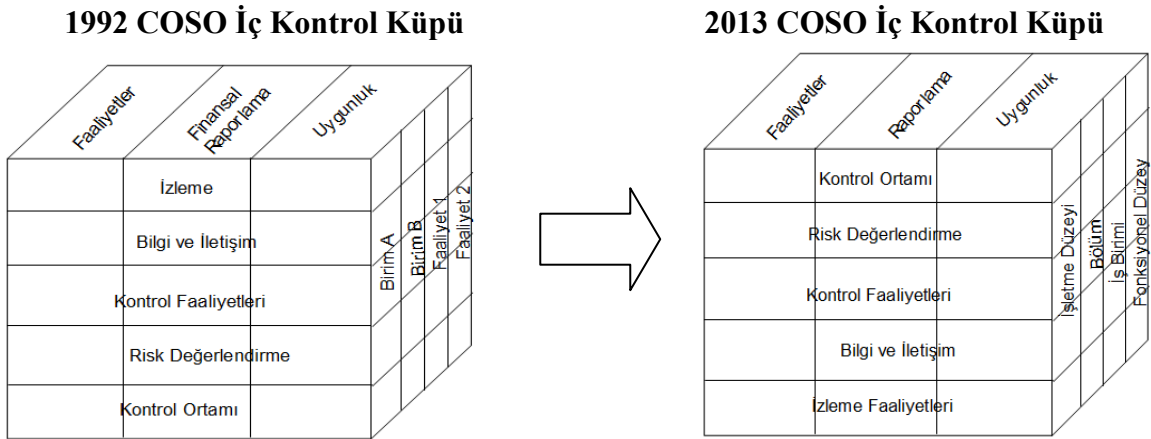 1992 COSO İç Kontrol Küpü
Faaliyetler
Finansal
Raporlama
Uygunluk
İzleme
Bilgi ve İletişim
Kontrol Faaliyetleri
Risk Değerlendirme
Kontrol Ortamı
Birim A
Birim B
Faaliyet 1
Faaliyet 2
2013 COSO İç Kontrol Küpü
Faaliyetler
Raporlama
Uygunluk
Kontrol Ortamı
Risk Değerlendirme
Kontrol Faaliyetleri
Bilgi ve İletişim
İzleme Faaliyetleri
İşletme Düzeyi
Bölüm
İş Birimi
Fonksiyonel Düzey